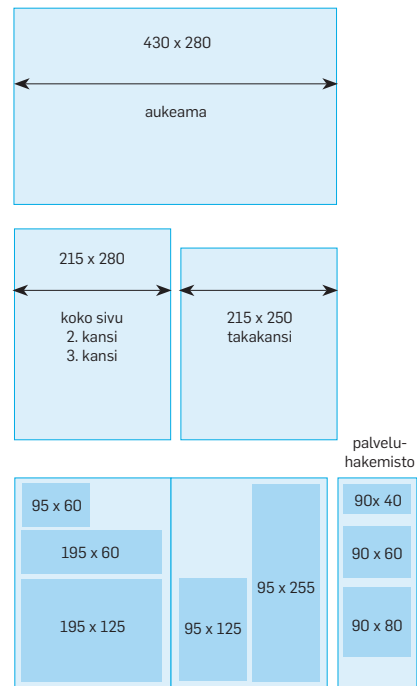 430 x 280
aukeama
215 x 280
koko sivu
2. kansi
3. kansi
215 x 250
takakansi
palvelu-
hakemisto
95 x 60
195 x 60
195 x 125
95 x 125
95 x 255
90x 40
90 x 60
90 x 80